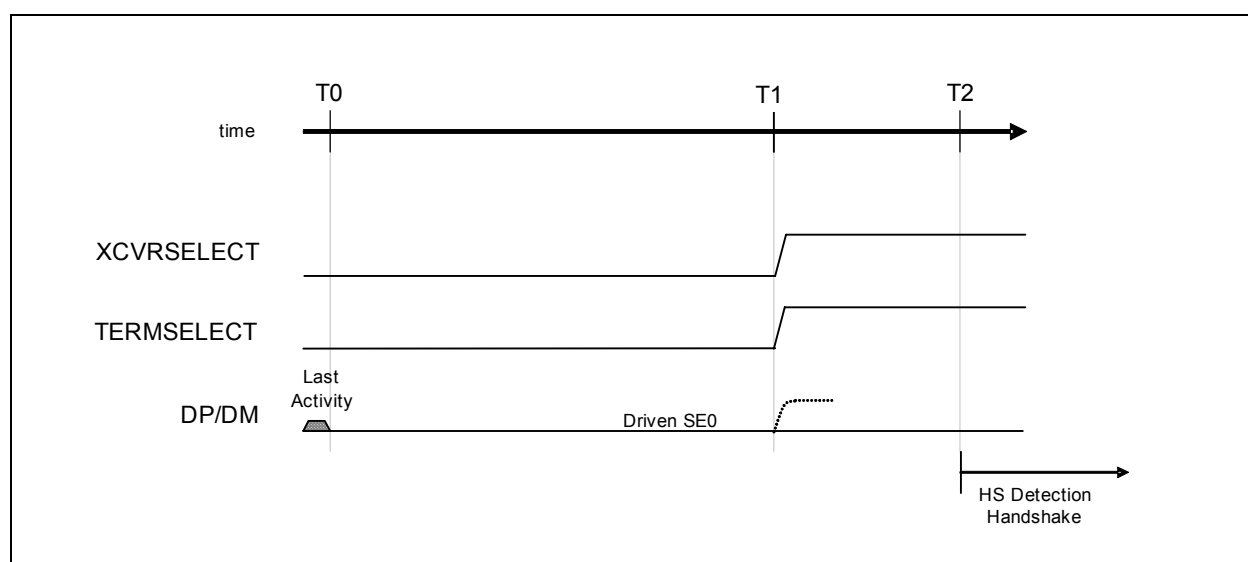 T0
T1
T2
time
XCVRSELECT
TERMSELECT
Last
Activity
DP/DM
Driven SE0
HS Detection
Handshake